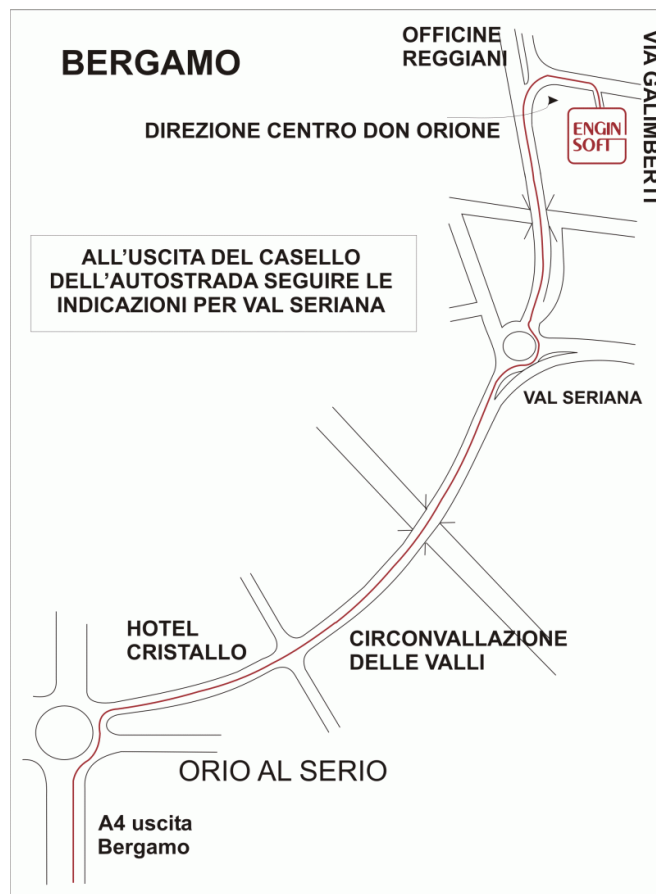 OFFICINE
REGGIANI
BERGAMO
VIA GALIMBERTI
DIREZIONE CENTRO DON ORIONE
ENGIN
SOFT
ALL'USCITA DEL CASELLO
DELL'AUTOSTRADA SEGUIRE LE
INDICAZIONI PER VAL SERIANA
VAL SERIANA
HOTEL
CRISTALLO
CIRCONVALLAZIONE
DELLE VALLI
ORIO AL SERIO
A4 uscita
Bergamo